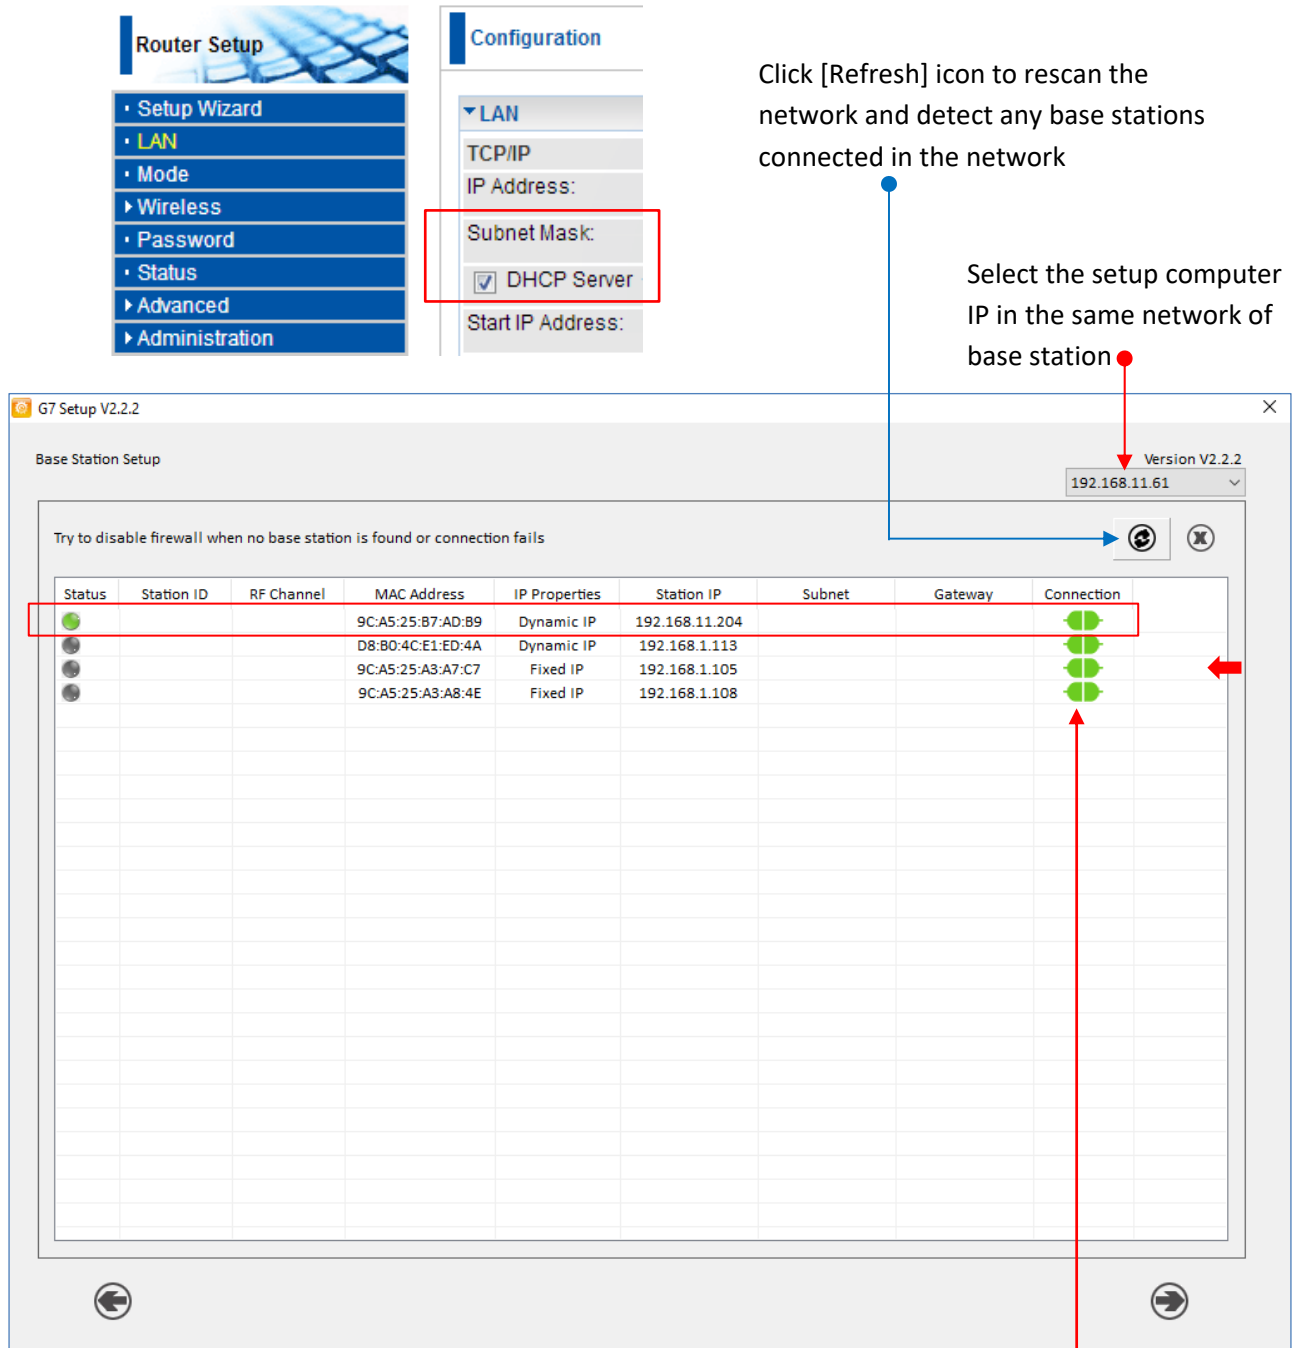 Router Setup
· Setup Wizard
· LAN
· Mode
Wireless
· Password
· Status
Advanced
Administration
Configuration
LAN
TCP/IP
IP Address:
Subnet Mask:
DHCP Server
Start IP Address:
Click [Refresh] icon to rescan the
network and detect any base stations
connected in the network
Select the setup computer
IP in the same network of
base station
G7 Setup V2.2.2
Base Station Setup
Version V2.2.2
192.168.11.61
Try to disable firewall when no base station is found or connection fails
Status Station ID RF Channel MAC Address IP Properties Station IP Subnet Gateway Connection
9C:A5:25:B7:AD:B9 Dynamic IP 192.168.11.204
D8:B0:4C:E1:ED:4A Dynamic IP 192.168.1.113
9C:A5:25:A3:A7:C7 Fixed IP 192.168.1.105
9C:A5:25:A3:A8:4E Fixed IP 192.168.1.108